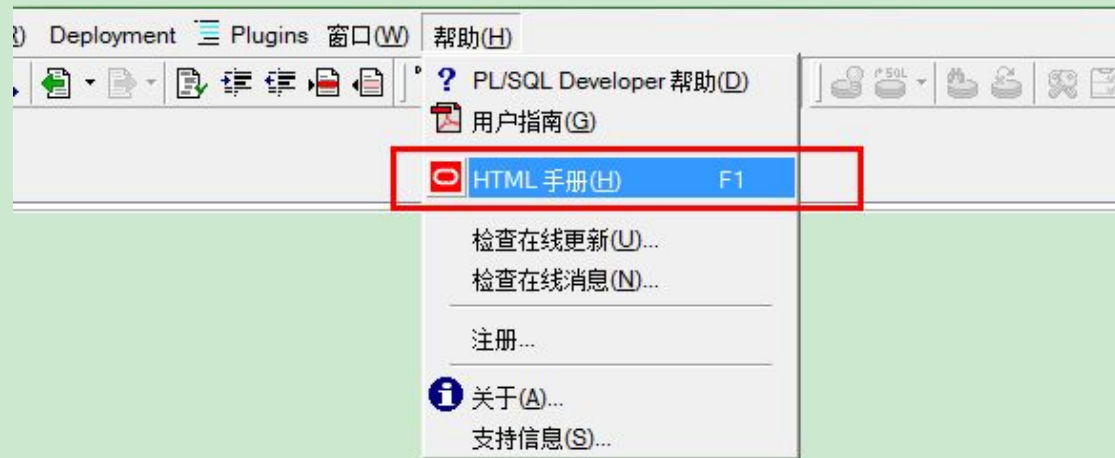 R) Deployment Plugins 窗口(W) 帮助(H)
PL/SQL Developer 帮助(D)
用户指南(G)
HTML 手册(H) F1
检查在线更新(U)...
检查在线消息(N)...
注册...
关于(A)...
支持信息(S)...